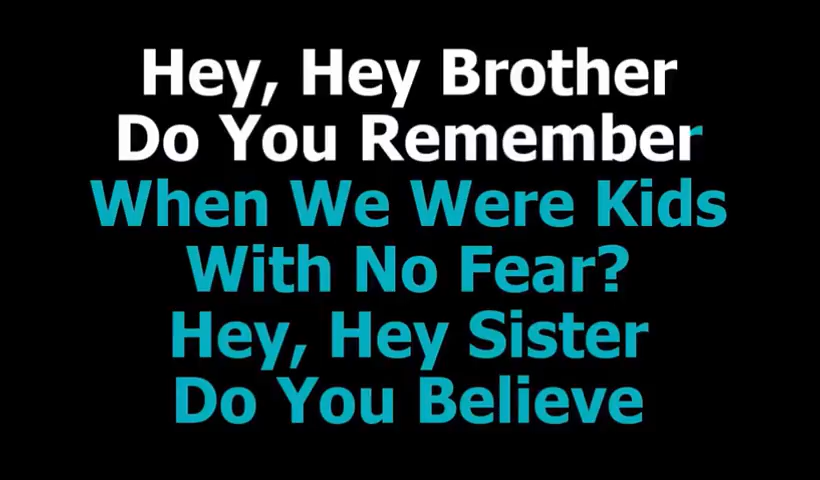 Hey, Hey Brother
Do You Remember
When We Were Kids
With No Fear?
Hey, Hey Sister
Do You Believe